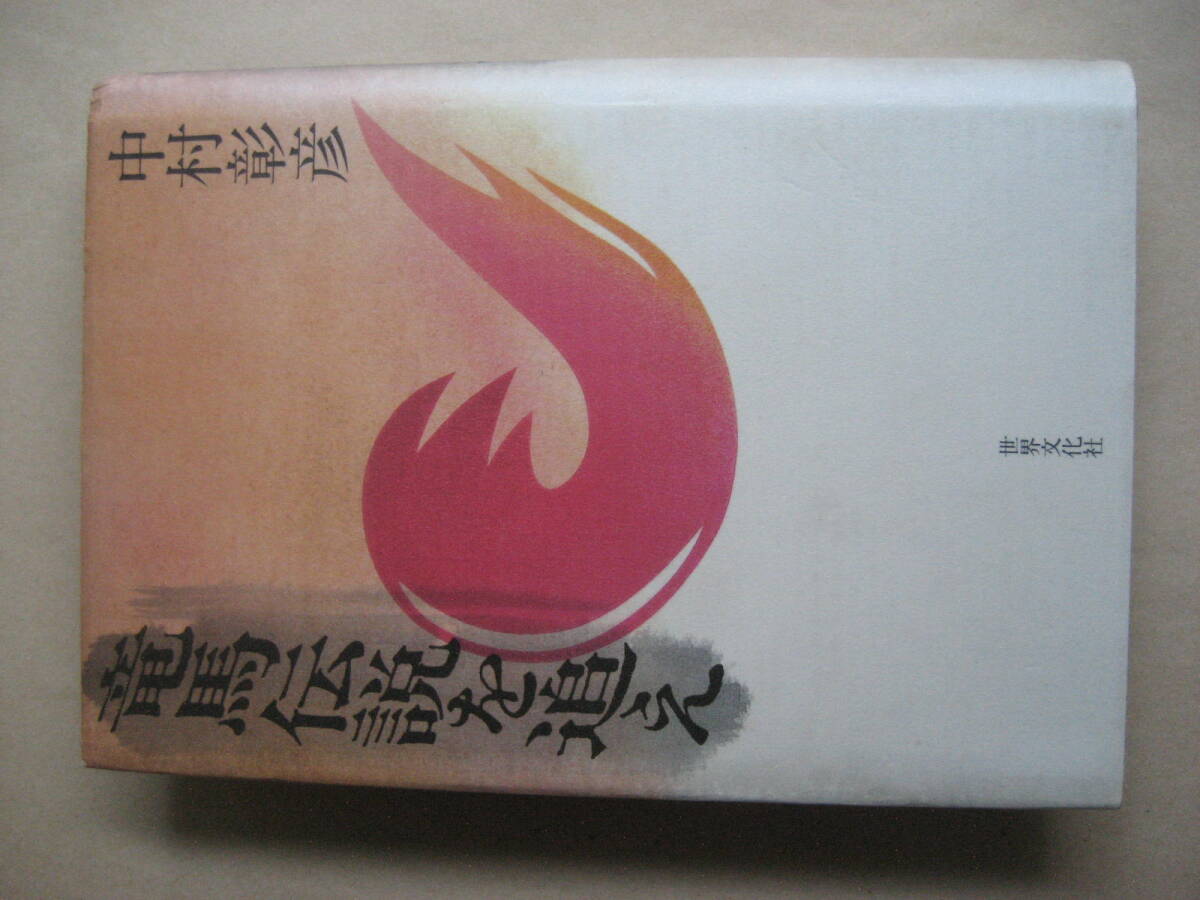 竜馬伝説を追え
中村彰彦
世界文化社